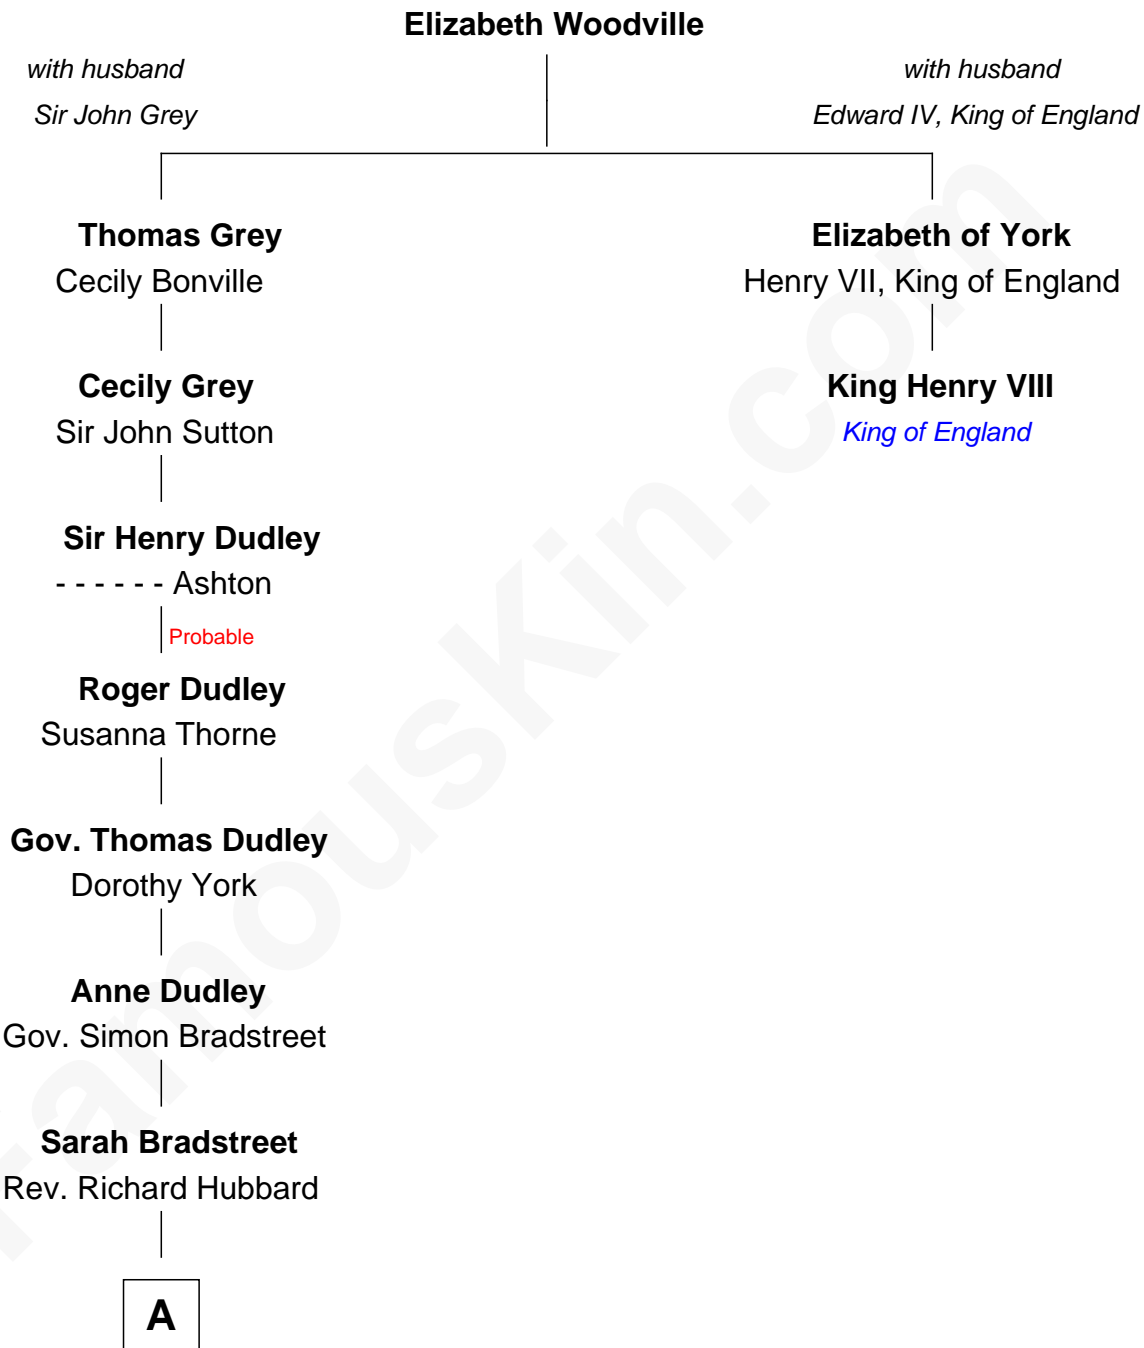 Elizabeth Woodville
with husband
Sir John Grey
with husband
Edward IV, King of England
Thomas Grey
Cecily Bonville
Elizabeth of York
Henry VII, King of England
Cecily Grey
Sir John Sutton
King Henry VIII
King of England
Sir Henry Dudley
- - - - - - Ashton
Probable
Roger Dudley
Susanna Thorne
Gov. Thomas Dudley
Dorothy York
Anne Dudley
Gov. Simon Bradstreet
Sarah Bradstreet
Rev. Richard Hubbard
A
FamousKin.com